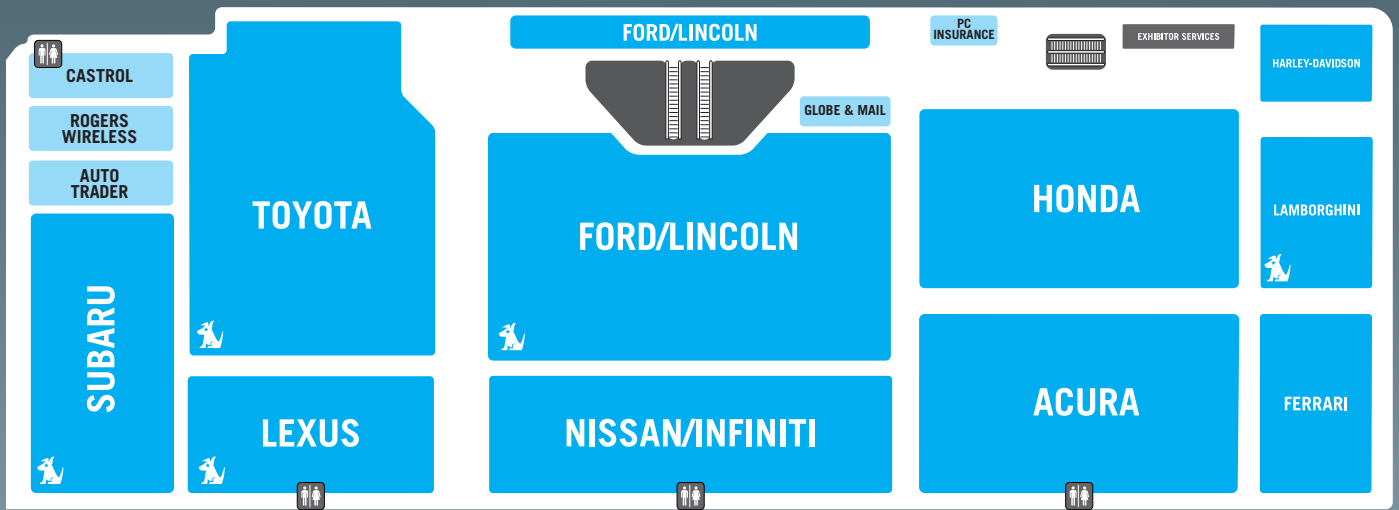 FORD/LINCOLN
PC
INSURANCE
EXHIBITOR SERVICES
HARLEY-DAVIDSON
CASTROL
ROGERS
WIRELESS
AUTO
TRADER
GLOBE & MAIL
TOYOTA
FORD/LINCOLN
HONDA
LAMBORGHINI
SUBARU
LEXUS
NISSAN/INFINITI
ACURA
FERRARI